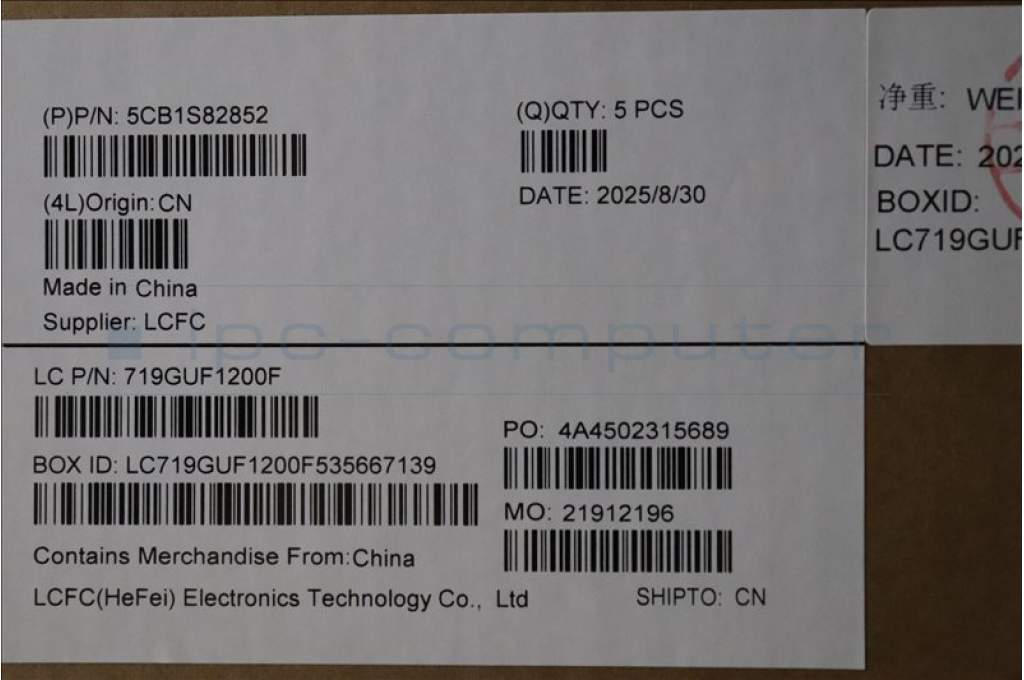 (P)P/N: 5CB1S82852
(4L)Origin:CN
Made in China
Supplier: LCFC
(Q)QTY: 5 PCS
DATE: 2025/8/30
LC P/N: 719GUF1200F
BOX ID: LC719GUF1200F535667139
Contains Merchandise From:China
LCFC(HeFei) Electronics Technology Co., Ltd
PO: 4A4502315689
MO: 21912196
SHIPTO: CN
净重: WEI
DATE: 202
BOXID:
LC719GUF
ipc-computer